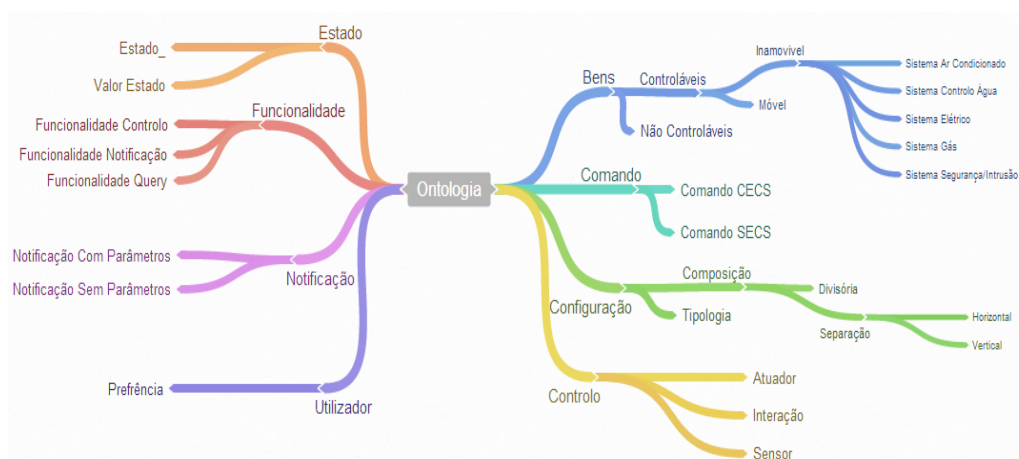 Estado
Estado_
Valor Estado
Funcionalidade
Funcionalidade Controlo
Funcionalidade Notificação
Funcionalidade Query
Notificação Com Parâmetros
Notificação Sem Parâmetros
Notificação
Prefrência
Utilizador
Ontologia
Bens
Controláveis
Inamovivel
Sistema Ar Condicionado
Sistema Controlo Água
Sistema Elétrico
Sistema Gás
Sistema Segurança/Intrusão
Móvel
Não Controláveis
Comando
Comando CECS
Comando SECS
Configuração
Composição
Divisória
Separação
Horizontal
Vertical
Tipologia
Controlo
Atuador
Interação
Sensor